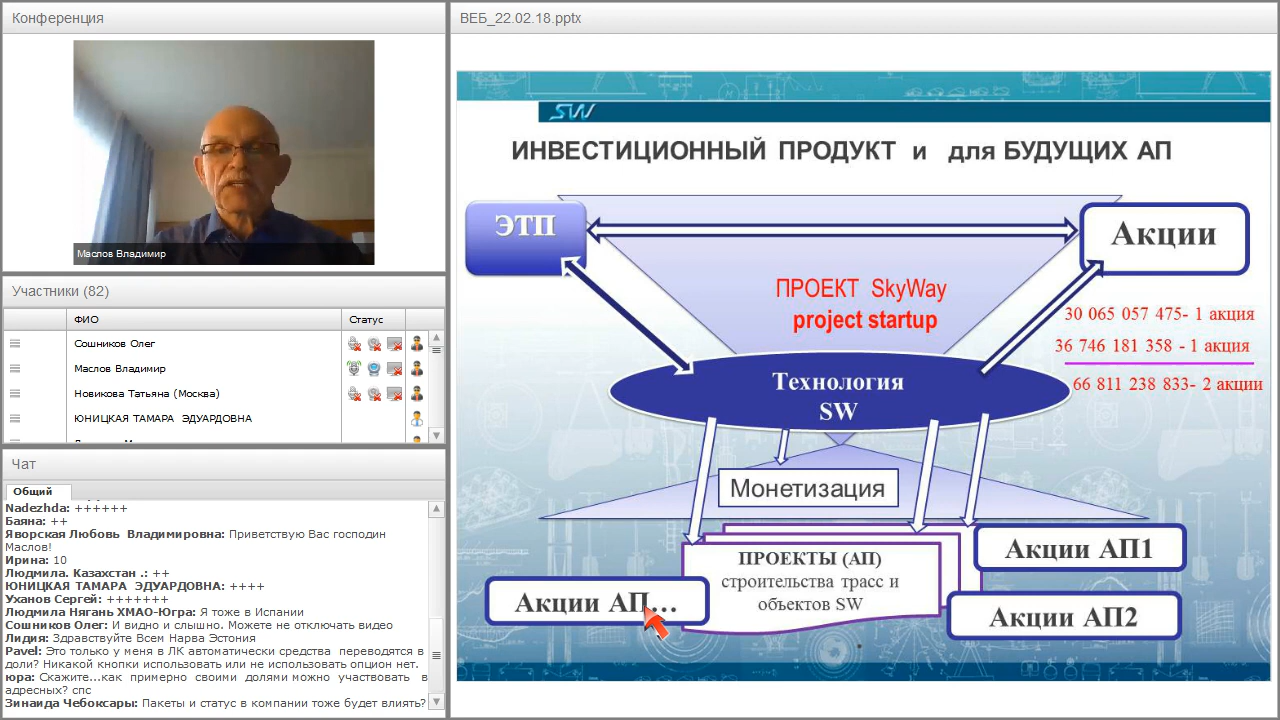 Конференция
Маслов Владимир
Участники (82)
ФИО
Статус
Сошников Олег
Маслов Владимир
Новикова Татьяна (Москва)
ЮНИЦКАЯ ТАМАРА ЭДУАРДОВНА
Чат
Общий
Nadezhda: ++++++
Баяна: ++
Яворская Любовь Владимировна: Приветствую Вас господин
Маслов!
Ирина: 10
Людмила. Казахстан .: ++
ЮНИЦКАЯ ТАМАРА ЭДУАРДОВНА: ++++
Уханов Сергей: +++++++
Людмила Нягань ХМАО-Югра: Я тоже в Испании
Сошников Олег: И видно и слышно. Можете не отключать видео
Лидия: Здравствуйте Всем Нарва Эстония
Pavel: Это только у меня в ЛК автоматически средства переводятся в
доли? Никакой кнопки использовать или не использовать опцион нет.
юра: Скажите...как примерно своими долями можно участвовать в
адресных? спс
Зинаида Чебоксары: Пакеты и статус в компании тоже будет влиять?
ВЕБ_22.02.18.pptx
SW
ИНВЕСТИЦИОННЫЙ ПРОДУКТ и для БУДУЩИХ АП
ЭТП
Акции
ПРОЕКТ SkyWay
project startup
30 065 057 475- 1 акция
36 746 181 358 - 1 акция
66 811 238 833- 2 акции
Технология
SW
Монетизация
ПРОЕКТЫ (АП)
строительства трасс и
объектов SW
Акции АП1
Акции АП...
Акции АП2